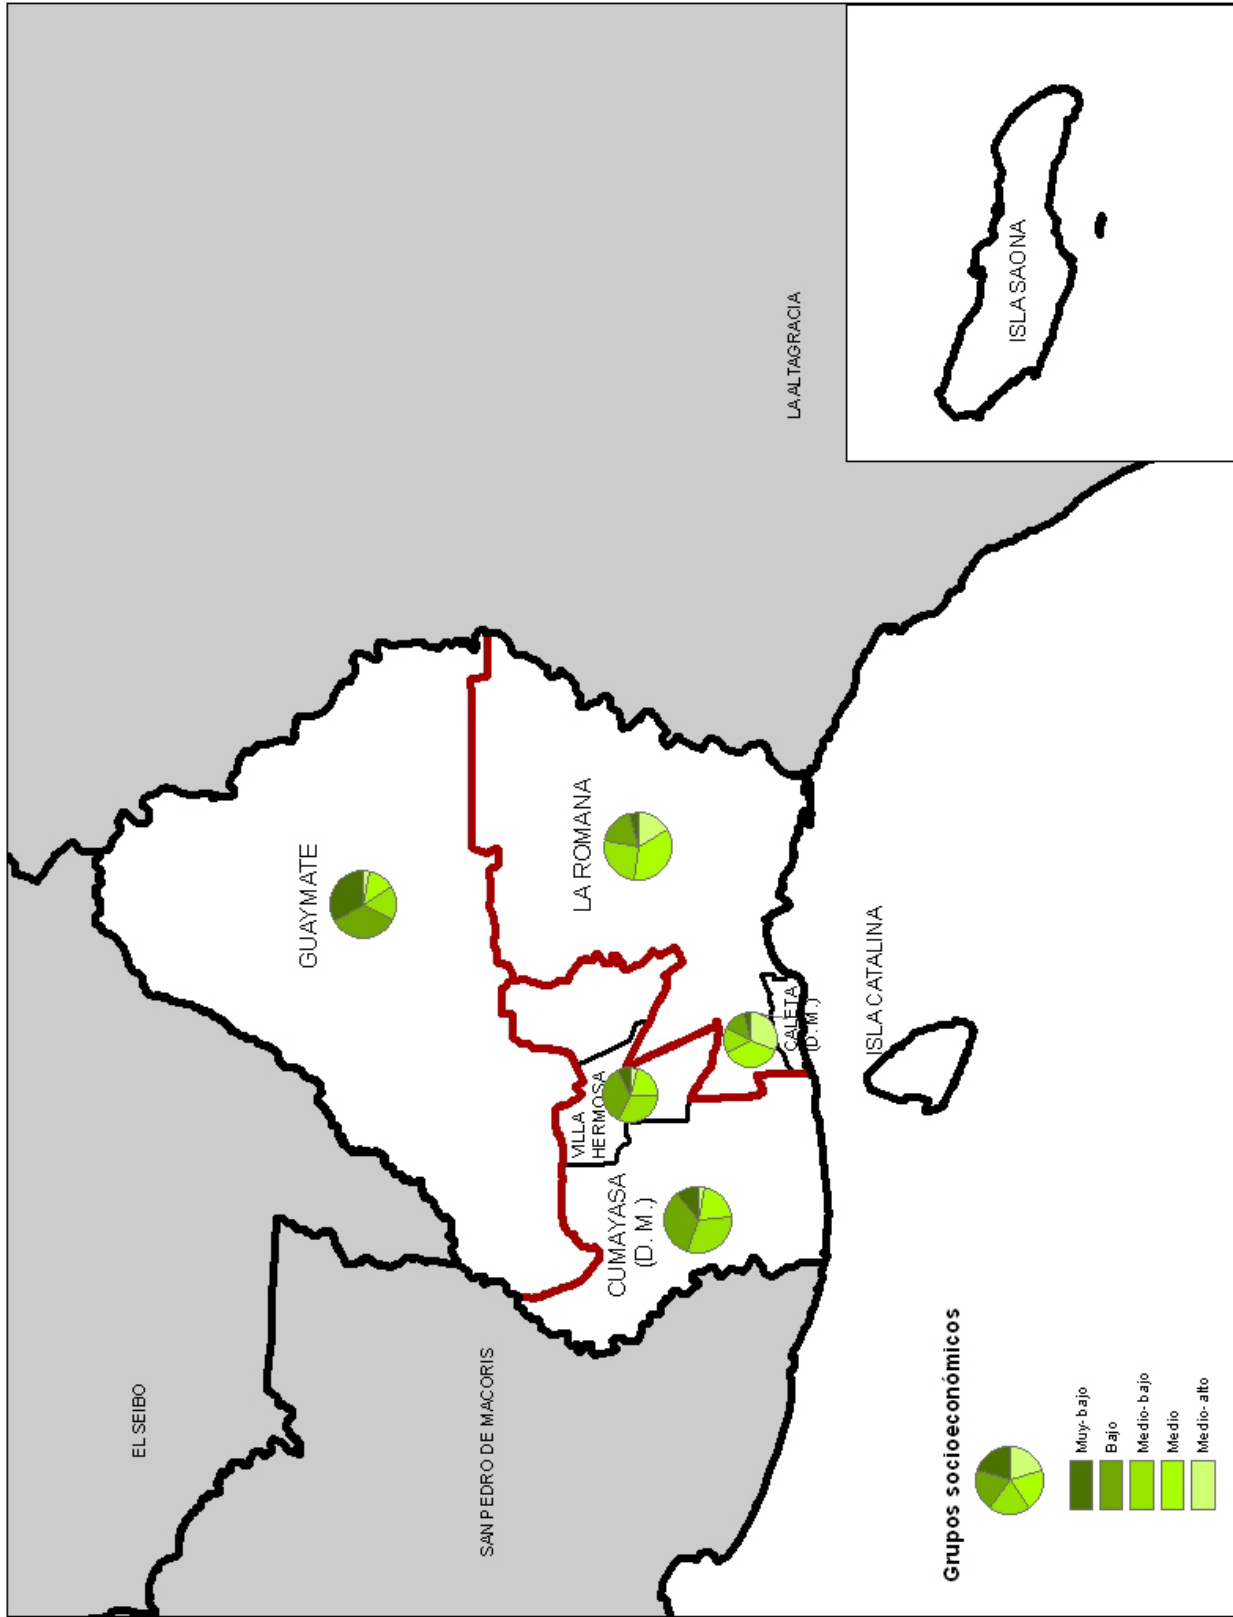 EL SEIBO
GUAYMATE
SAN PEDRO DE MACORIS
VILLA
HERMOSA
LA ROMANA
CUMAYASA
(D. M.)
CALETA
(D. M.)
LA ALTAGRACIA
ISLA CATALINA
ISLA SAONA
Grupos socioeconómicos
Muy- bajo
Bajo
Medio- bajo
Medio
Medio- alto